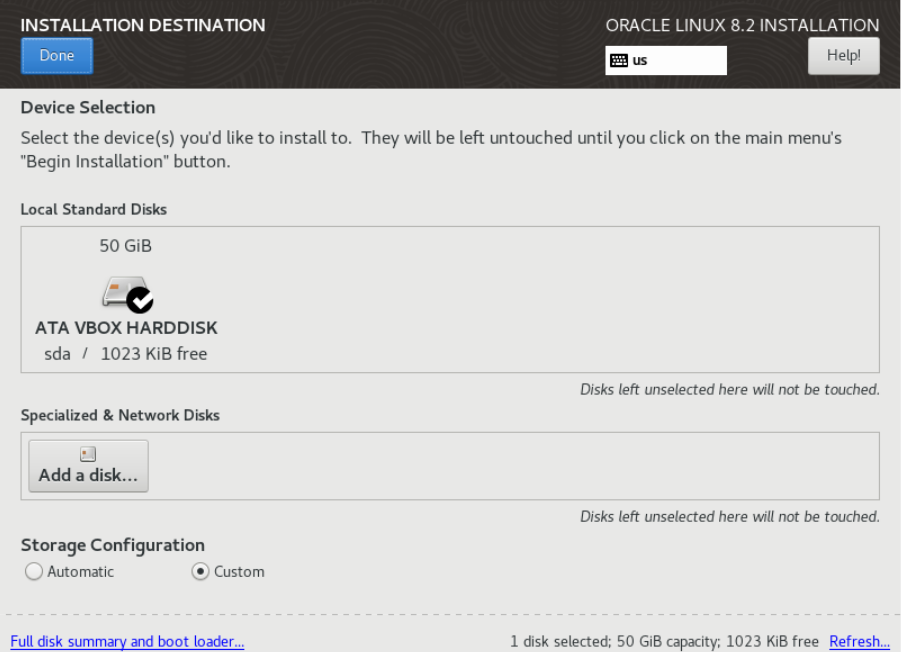 INSTALLATION DESTINATION
ORACLE LINUX 8.2 INSTALLATION
Done
us
Help!
Device Selection
Select the device(s) you'd like to install to.  They will be left untouched until you click on the main menu's
"Begin Installation" button.
Local Standard Disks
50 GiB
ATA VBOX HARDDISK
sda / 1023 KiB free
Disks left unselected here will not be touched.
Specialized & Network Disks
Add a disk...
Disks left unselected here will not be touched.
Storage Configuration
Automatic
Custom
Full disk summary and boot loader...
1 disk selected; 50 GiB capacity; 1023 KiB free Refresh...